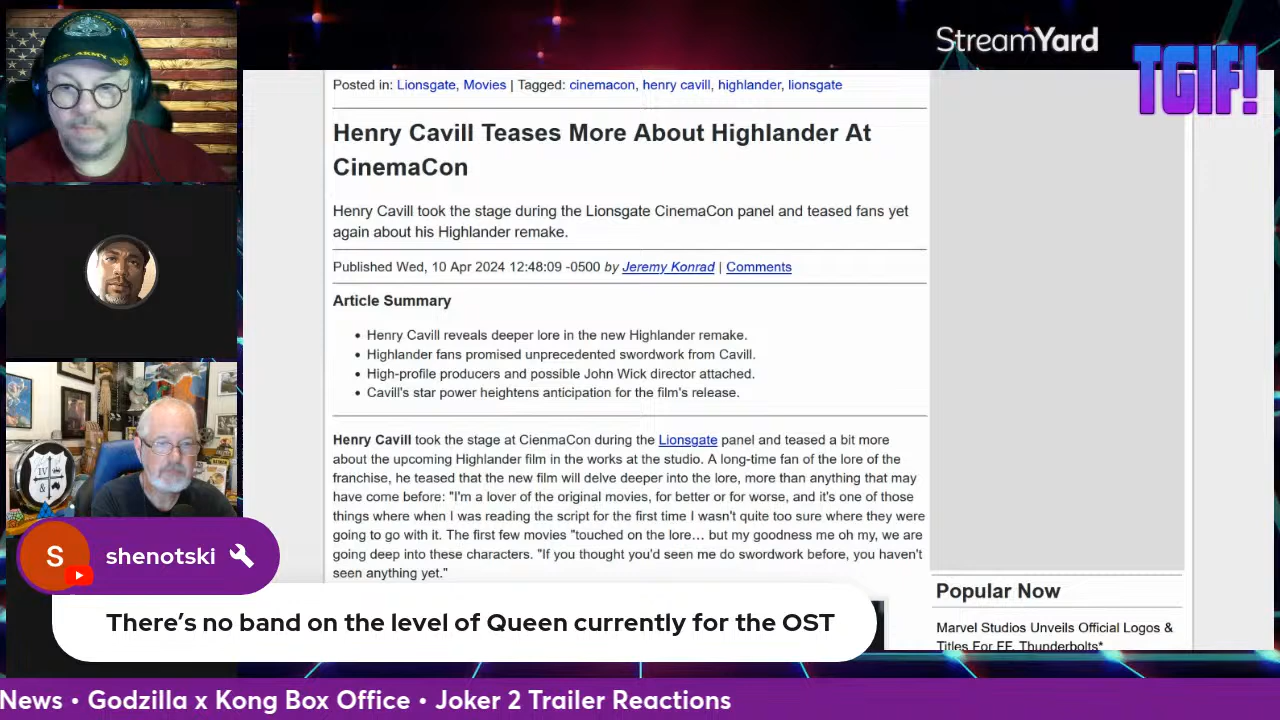 StreamYard
TGIF!
Posted in: Lionsgate, Movies | Tagged: cinemacon, henry cavill, highlander, lionsgate
Henry Cavill Teases More About Highlander At
CinemaCon
Henry Cavill took the stage during the Lionsgate CinemaCon panel and teased fans yet
again about his Highlander remake.
Published Wed, 10 Apr 2024 12:48:09 -0500 by Jeremy Konrad | Comments
Article Summary
• Henry Cavill reveals deeper lore in the new Highlander remake.
• Highlander fans promised unprecedented swordwork from Cavill.
• High-profile producers and possible John Wick director attached.
• Cavill's star power heightens anticipation for the film's release.
Henry Cavill took the stage at CienmaCon during the Lionsgate panel and teased a bit more
about the upcoming Highlander film in the works at the studio. A long-time fan of the lore of the
franchise, he teased that the new film will delve deeper into the lore, more than anything that may
have come before: "I'm a lover of the original movies, for better or for worse, and it's one of those
things where when I was reading the script for the first time I wasn't quite too sure where they were
going to go with it. The first few movies "touched on the lore... but my goodness me oh my, we are
going deep into these characters. "If you thought you'd seen me do swordwork before, you haven't
seen anything yet."
Popular Now
Marvel Studios Unveils Official Logos &
Titles For FF, Thunderbolts*
S
shenotski
There's no band on the level of Queen currently for the OST
News • Godzilla x Kong Box Office • Joker 2 Trailer Reactions